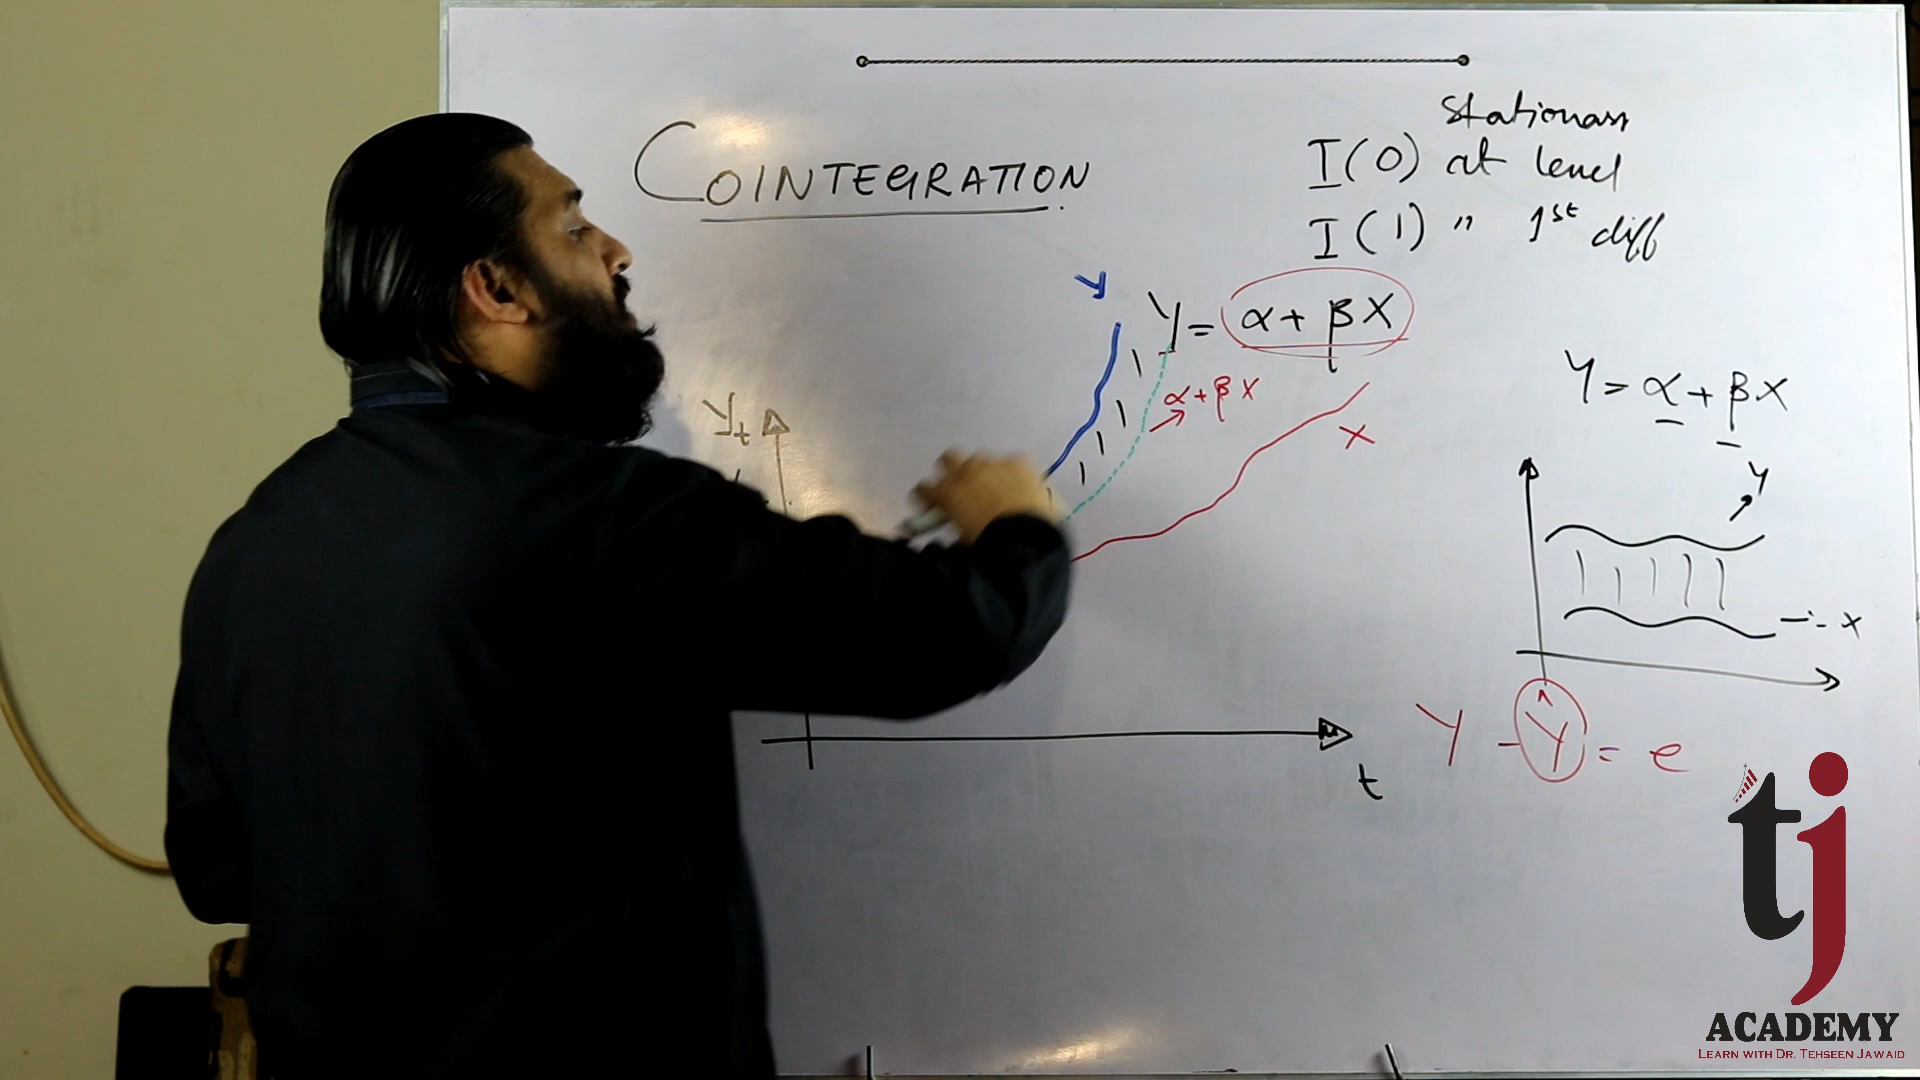 COINTEGRATION
Stationary
I(0) at level
I(1) " 1st diff
Y
Y = α + βX
α + βX
X
Y = α + βX
Yt
Y
X
Y - Ŷ = e
t
tj
ACADEMY
LEARN WITH DR. TEHSEEN JAWAID